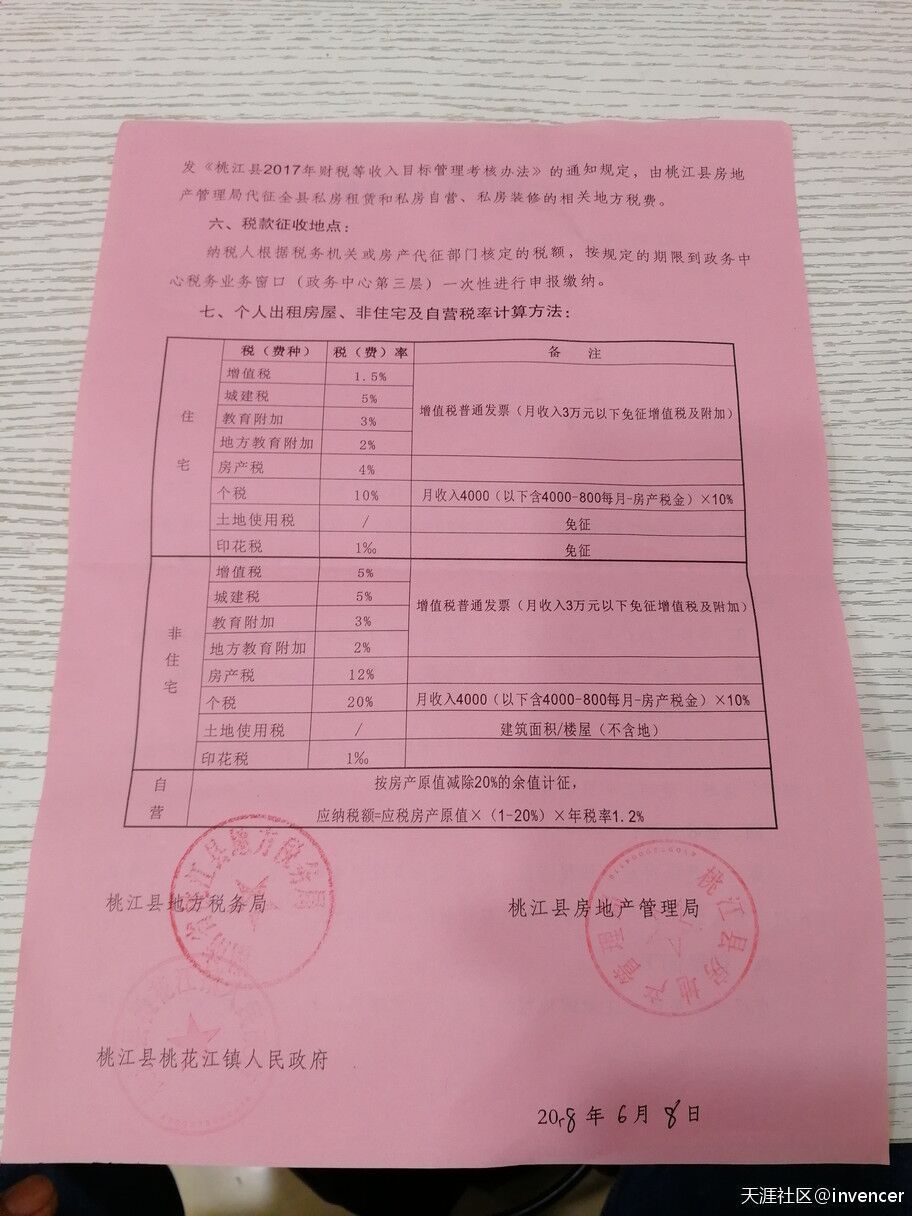 发《桃江县2017年财税等收入目标管理考核办法》的通知规定，由桃江县房地
产管理局代征全县私房租赁和私房自营、私房装修的相关地方税费。
六、税款征收地点：
纳税人根据税务机关或房产代征部门核定的税额，按规定的期限到政务中
心税务业务窗口（政务中心第三层）一次性进行申报缴纳。
七、个人出租房屋、非住宅及自营税率计算方法：
住宅
税（费种） 税（费）率 备 注
增值税 1.5%
城建税 5%
教育附加 3%
地方教育附加 2%
增值税普通发票（月收入3万元以下免征增值税及附加）
房产税 4%
个税 10% 月收入4000（以下含4000-800每月-房产税金）×10%
土地使用税 / 免征
印花税 1‰ 免征
非住宅
增值税 5%
城建税 5%
教育附加 3%
地方教育附加 2%
增值税普通发票（月收入3万元以下免征增值税及附加）
房产税 12%
个税 20% 月收入4000（以下含4000-800每月-房产税金）×10%
土地使用税 / 建筑面积/楼屋（不含地）
印花税 1‰
自营
按房产原值减除20%的余值计征，
应纳税额=应税房产原值×（1-20%）×年税率1.2%
桃江县地方税务局 桃江县房地产管理局
桃江县房地产管理
桃江县桃花江镇人民政府
2018年6月8日
天涯社区@invencer